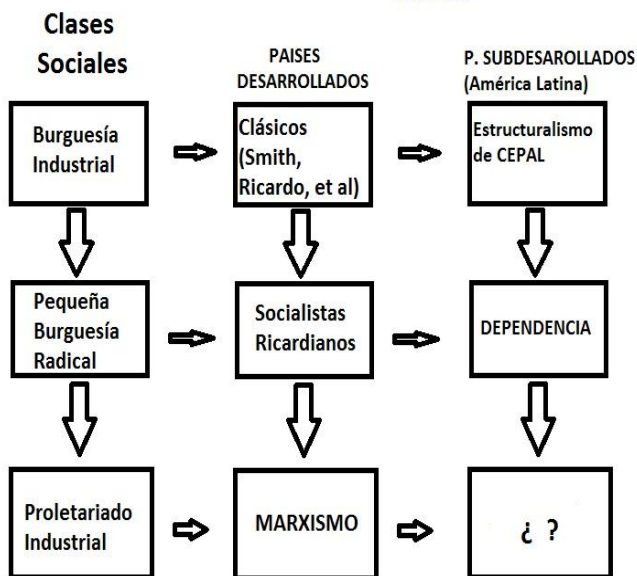 Clases
Sociales
PAISES
DESARROLLADOS
P. SUBDESAROLLADOS
(América Latina)
Burguesía
Industrial
Clásicos
(Smith,
Ricardo, et al)
Estructuralismo
de CEPAL
Pequeña
Burguesía
Radical
Socialistas
Ricardianos
DEPENDENCIA
Proletariado
Industrial
MARXISMO
¿ ?